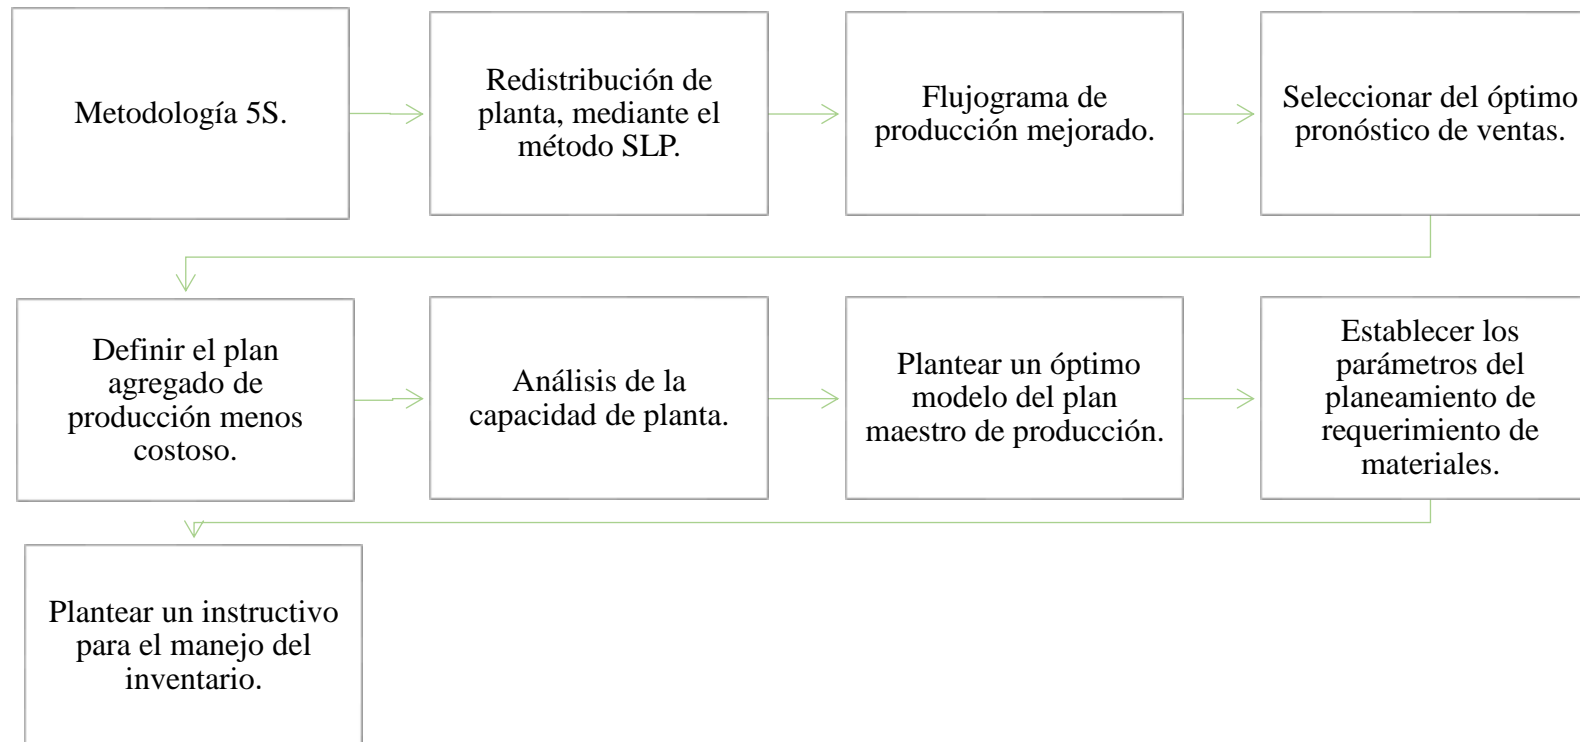 Metodología 5S.
Redistribución de
planta, mediante el
método SLP.
Flujograma de
producción mejorado.
Seleccionar del óptimo
pronóstico de ventas.
Definir el plan
agregado de
producción menos
costoso.
Análisis de la
capacidad de planta.
Plantear un óptimo
modelo del plan
maestro de producción.
Establecer los
parámetros del
planeamiento de
requerimiento de
materiales.
Plantear un instructivo
para el manejo del
inventario.